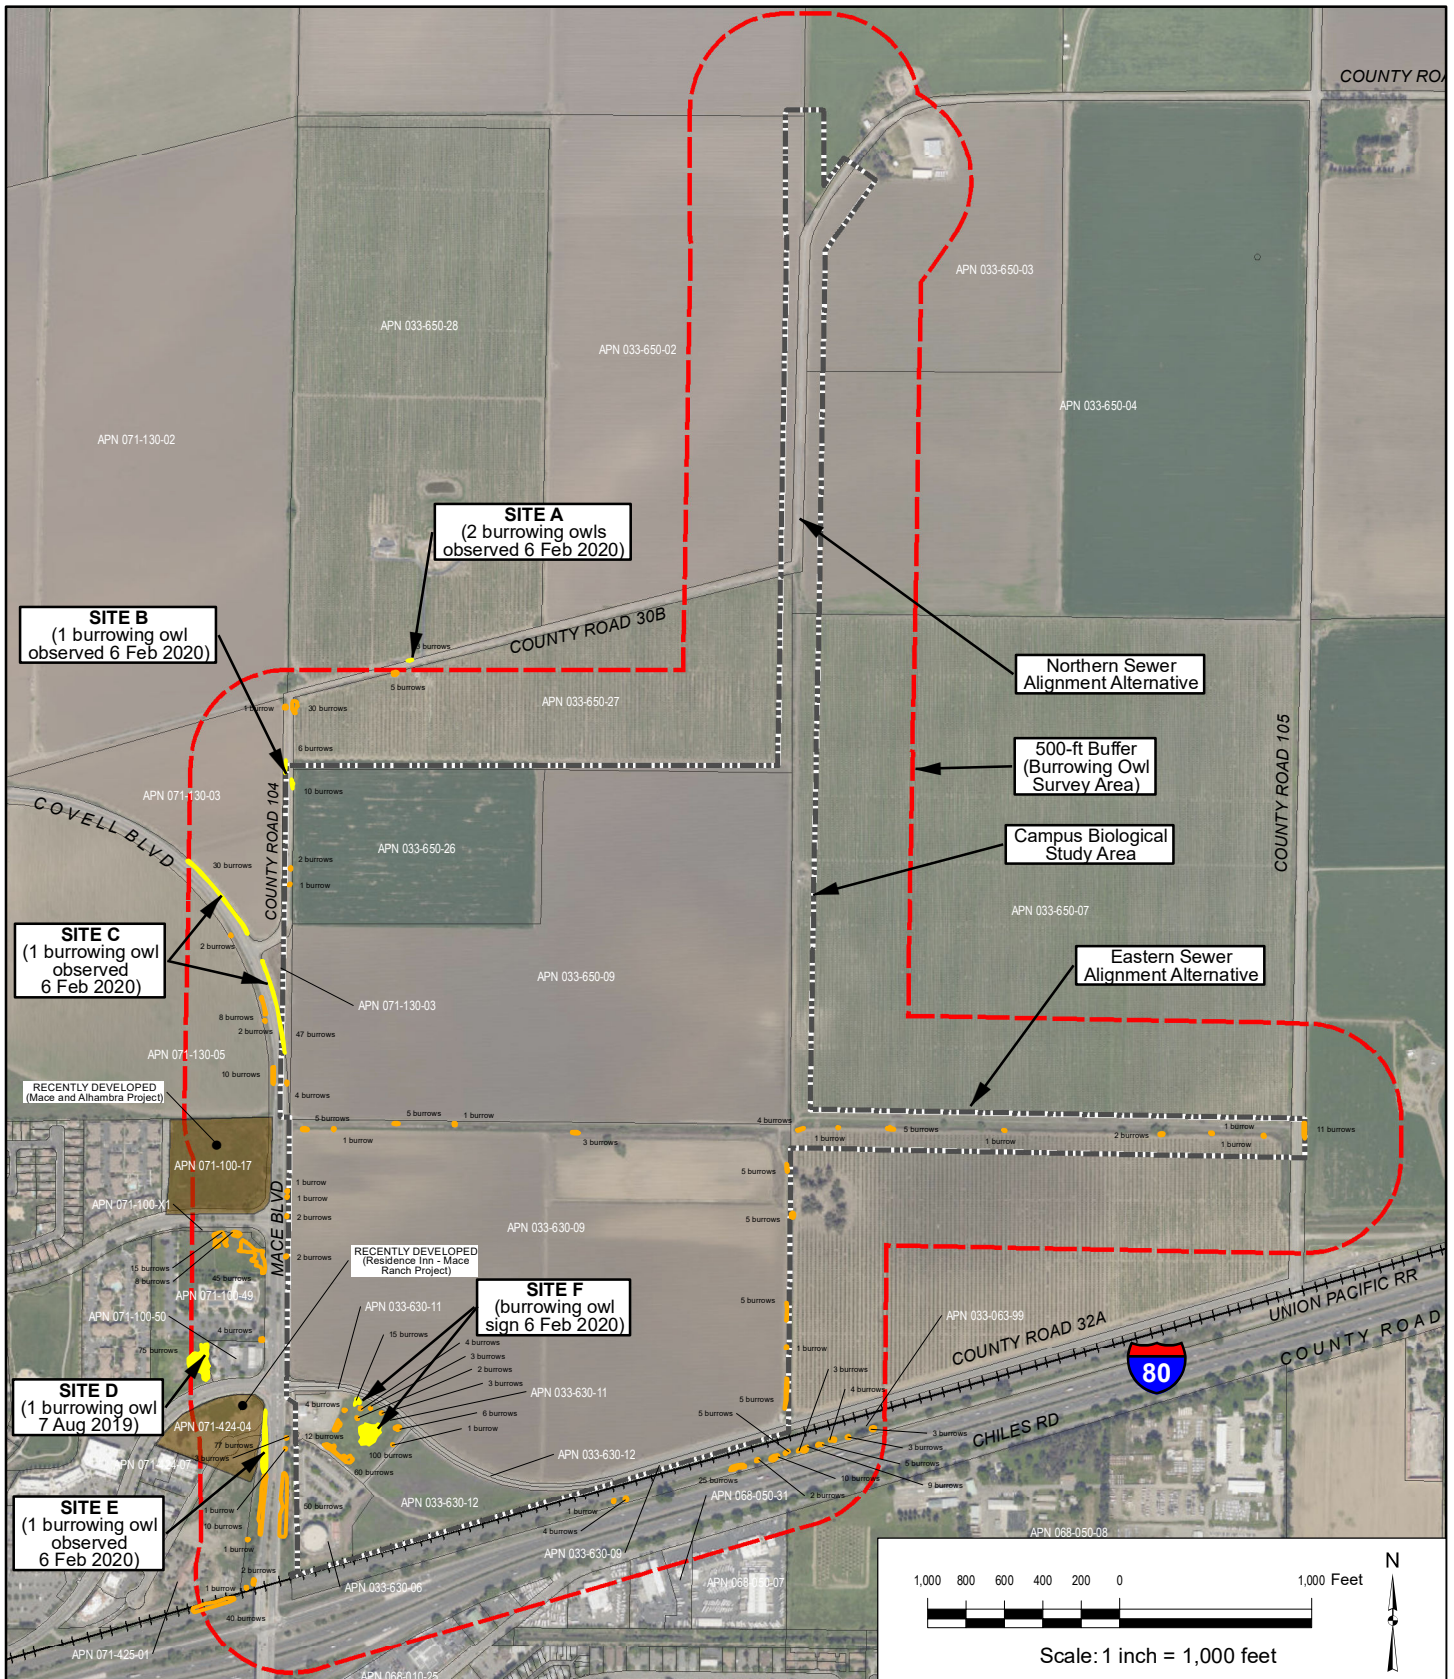 COUNTY ROA
APN 033-650-03
APN 033-650-28
APN 033-650-02
APN 033-650-04
APN 071-130-02
SITE A
(2 burrowing owls
observed 6 Feb 2020)
SITE B
(1 burrowing owl
observed 6 Feb 2020)
COUNTY ROAD 30B
burrows
5 burrows
Northern Sewer
Alignment Alternative
APN 033-650-27
1 burrow
30 burrows
6 burrows
500-ft Buffer
(Burrowing Owl
Survey Area)
COUNTY ROAD 105
10 burrows
APN 071-130-03
COUNTY ROAD 104
COVELL BLVD
Campus Biological
Study Area
APN 033-650-26
30 burrows
2 burrows
1 burrow
APN 033-650-07
SITE C
(1 burrowing owl
observed
6 Feb 2020)
2 burrows
Eastern Sewer
Alignment Alternative
APN 033-650-09
APN 071-130-03
8 burrows
2 burrows
47 burrows
APN 071-130-05
10 burrows
RECENTLY DEVELOPED
(Mace and Alhambra Project)
4 burrows
5 burrows
5 burrows
1 burrow
1 burrow
3 burrows
4 burrows
1 burrow
5 burrows
1 burrow
2 burrows
1 burrow
1 burrow
11 burrows
APN 071-100-17
5 burrows
APN 071-100-X1
MACE BLVD
1 burrow
1 burrow
2 burrows
5 burrows
APN 033-630-09
2 burrows
RECENTLY DEVELOPED
(Residence Inn - Mace
Ranch Project)
15 burrows
8 burrows
45 burrows
APN 071-100-49
APN 071-100-50
4 burrows
75 burrows
SITE F
(burrowing owl
sign 6 Feb 2020)
APN 033-630-11
5 burrows
APN 033-063-99
UNION PACIFIC RR
COUNTY ROAD 32A
COUNTY ROAD
80
15 burrows
4 burrows
3 burrows
2 burrows
3 burrows
APN 033-630-11
1 burrow
3 burrows
4 burrows
5 burrows
SITE D
(1 burrowing owl
7 Aug 2019)
4 burrows
6 burrows
1 burrow
5 burrows
CHILES RD
APN 071-424-04
12 burrows
77 burrows
100 burrows
60 burrows
APN 033-630-12
3 burrows
3 burrows
5 burrows
9 burrows
10 burrows
2 burrows
25 burrows
SITE E
(1 burrowing owl
observed
6 Feb 2020)
1 burrow
10 burrows
50 burrows
APN 033-630-12
1 burrow
APN 068-050-31
4 burrows
APN 068-050-08
1 burrow
2 burrows
1 burrow
APN 033-630-09
APN 033-630-06
APN 068-050-07
40 burrows
APN 071-425-01
APN 068-010-25
1,000 800 600 400 200 0 1,000 Feet
N
Scale: 1 inch = 1,000 feet